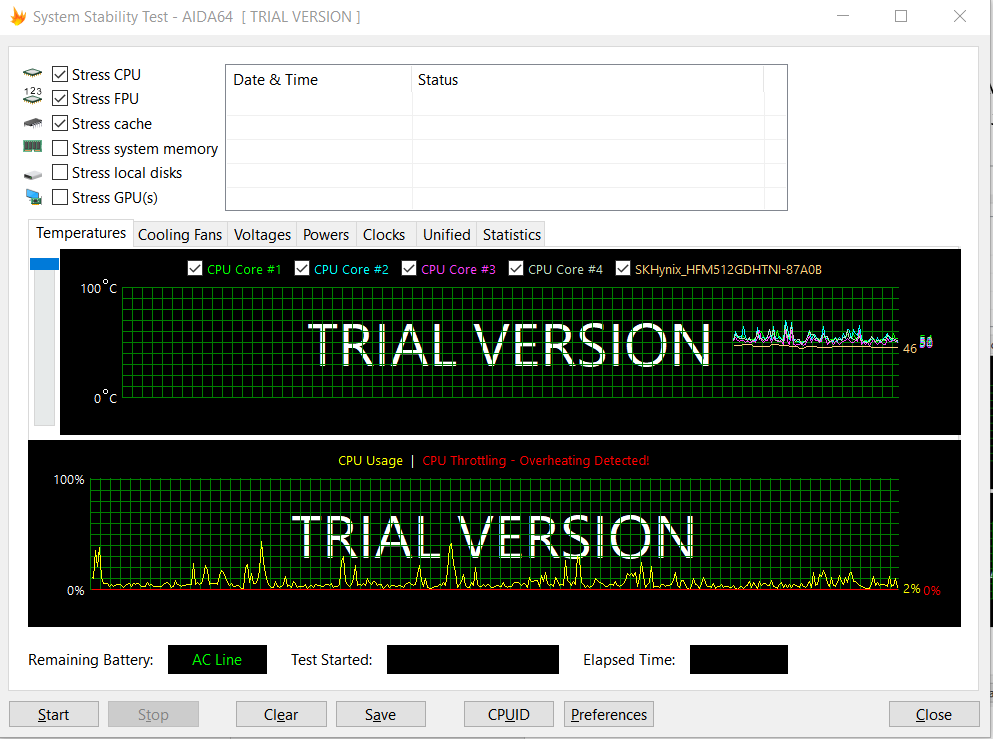 System Stability Test - AIDA64 [ TRIAL VERSION ]
Stress CPU
123
Stress FPU
Stress cache
Stress system memory
Stress local disks
Stress GPU(s)
Date & Time Status
Temperatures Cooling Fans Voltages Powers Clocks Unified Statistics
CPU Core #1 CPU Core #2 CPU Core #3 CPU Core #4 SKHynix_HFM512GDHTNI-87A0B
100°C
TRIAL VERSION
46
0°C
CPU Usage | CPU Throttling - Overheating Detected!
100%
TRIAL VERSION
0% 2% 0%
Remaining Battery: AC Line Test Started: Elapsed Time:
Start Stop Clear Save CPUID Preferences Close